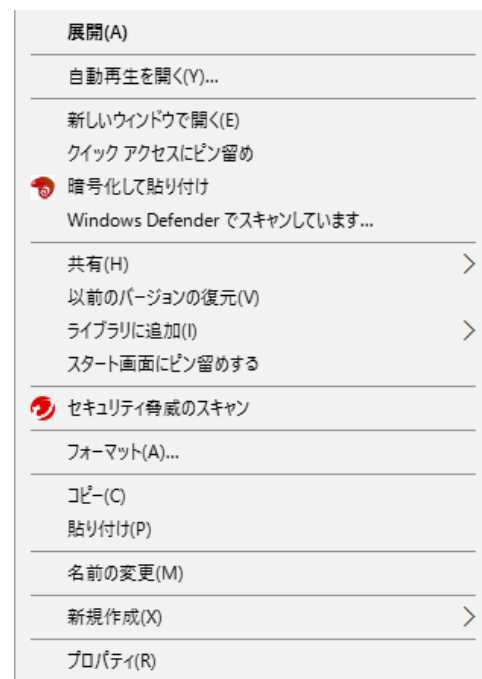 展開(A)
自動再生を開く(Y)...
新しいウィンドウで開く(E)
クイック アクセスにピン留め
暗号化して貼り付け
Windows Defender でスキャンしています...
共有(H)
以前のバージョンの復元(V)
ライブラリに追加(I)
スタート画面にピン留めする
セキュリティ脅威のスキャン
フォーマット(A)...
コピー(C)
貼り付け(P)
名前の変更(M)
新規作成(X)
プロパティ(R)